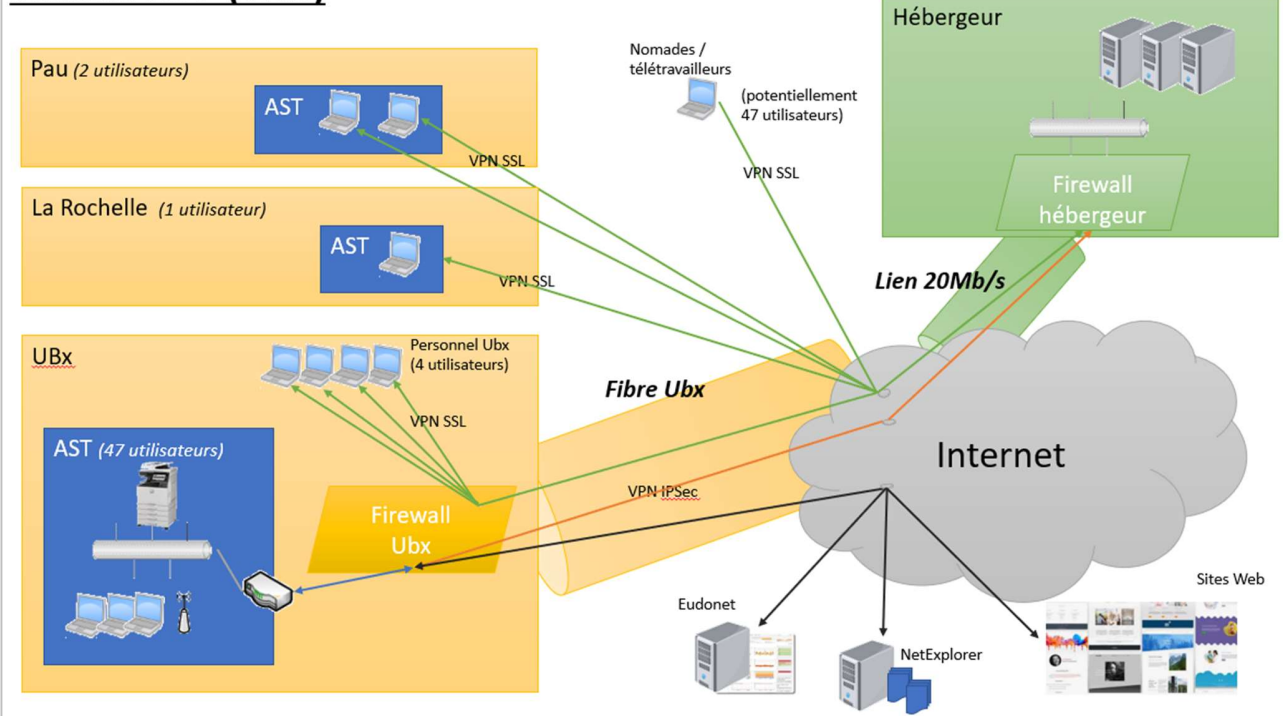 Hébergeur
Nomades /
télétravailleurs
(potentiellement
47 utilisateurs)
Pau (2 utilisateurs)
AST
VPN SSL
VPN SSL
Firewall
hébergeur
La Rochelle (1 utilisateur)
AST
VPN SSL
Lien 20Mb/s
UBx
Personnel Ubx
(4 utilisateurs)
Fibre Ubx
VPN SSL
AST (47 utilisateurs)
Internet
VPN IPSec
Firewall
Ubx
Sites Web
Eudonet
NetExplorer